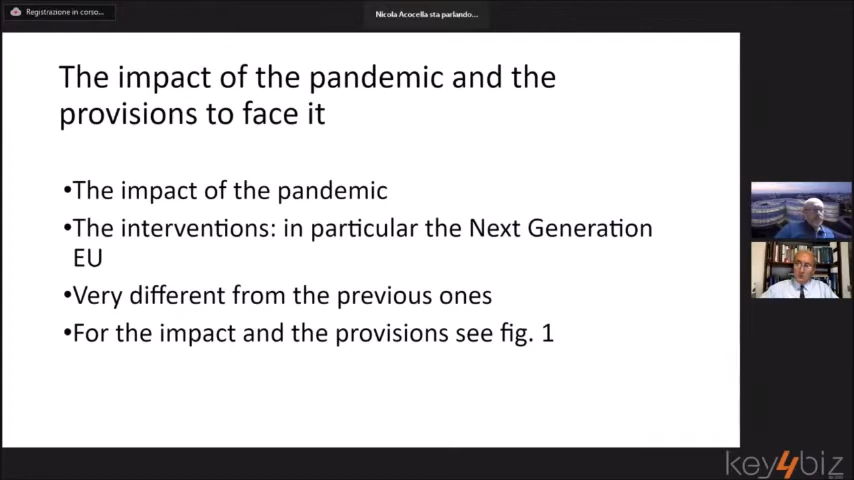 Registrazione in corso...
Nicola Acocella sta parlando...
The impact of the pandemic and the
provisions to face it
•The impact of the pandemic
•The interventions: in particular the Next Generation
EU
•Very different from the previous ones
•For the impact and the provisions see fig. 1
key4biz